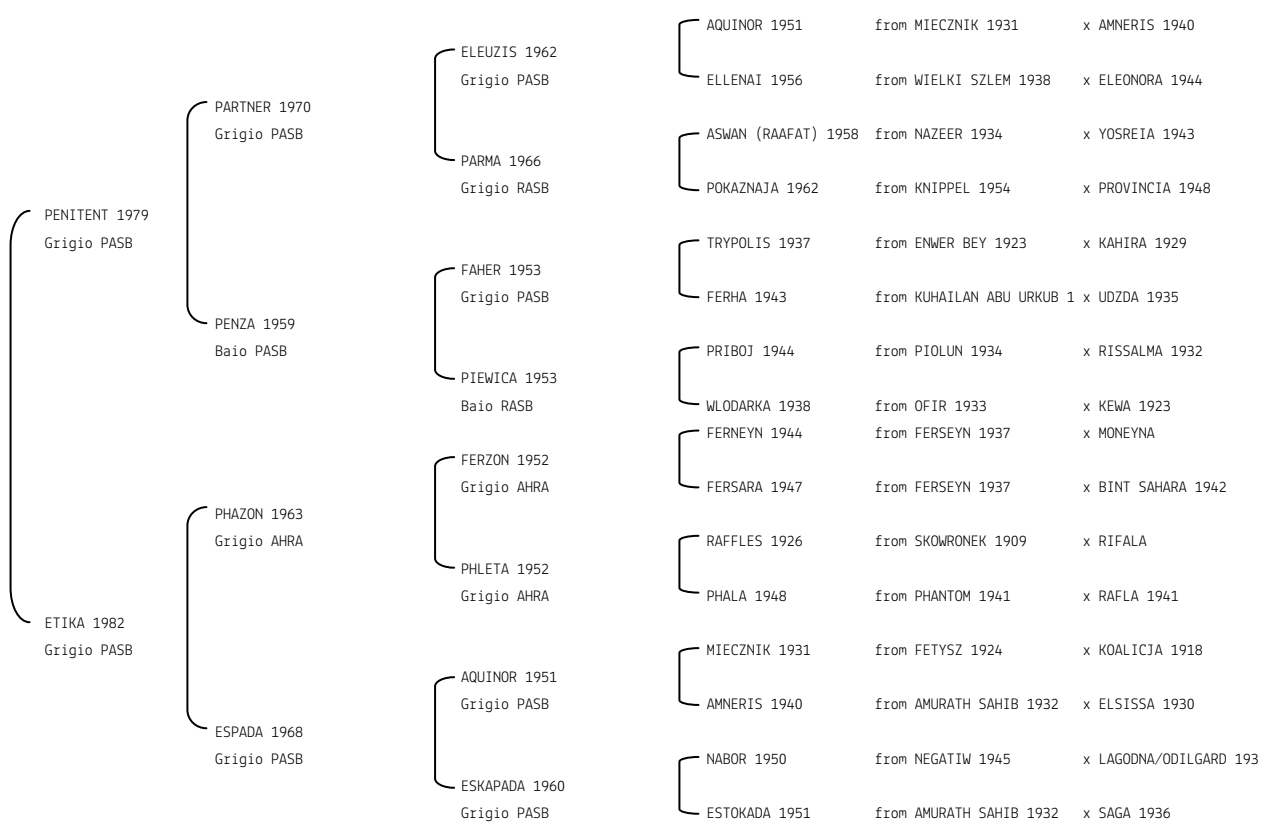 AQUINOR 1951 from MIECZNIK 1931 x AMNERIS 1940
ELEUZIS 1962
Grigio PASB ELLENAI 1956 from WIELKI SZLEM 1938 x ELEONORA 1944
PARTNER 1970
Grigio PASB ASWAN (RAAFAT) 1958 from NAZEER 1934 x YOSREIA 1943
PARMA 1966
Grigio RASB POKAZNAJA 1962 from KNIPPEL 1954 x PROVINCIA 1948
PENITENT 1979
Grigio PASB TRYPOLIS 1937 from ENWER BEY 1923 x KAHIRA 1929
FAHER 1953
Grigio PASB FERHA 1943 from KUHAILAN ABU URKUB 1 x UDZDA 1935
PENZA 1959
Baio PASB PRIBOJ 1944 from PIOLUN 1934 x RISSALMA 1932
PIEWICA 1953
Baio RASB WLODARKA 1938 from OFIR 1933 x KEWA 1923
FERNEYN 1944 from FERSEYN 1937 x MONEYNA
FERZON 1952
Grigio AHRA FERSARA 1947 from FERSEYN 1937 x BINT SAHARA 1942
PHAZON 1963
Grigio AHRA RAFFLES 1926 from SKOWRONEK 1909 x RIFALA
PHLETA 1952
Grigio AHRA PHALA 1948 from PHANTOM 1941 x RAFLA 1941
ETIKA 1982
Grigio PASB MIECZNIK 1931 from FETYSZ 1924 x KOALICJA 1918
AQUINOR 1951
Grigio PASB AMNERIS 1940 from AMURATH SAHIB 1932 x ELSISSA 1930
ESPADA 1968
Grigio PASB NABOR 1950 from NEGATIW 1945 x LAGODNA/ODILGARD 193
ESKAPADA 1960
Grigio PASB ESTOKADA 1951 from AMURATH SAHIB 1932 x SAGA 1936